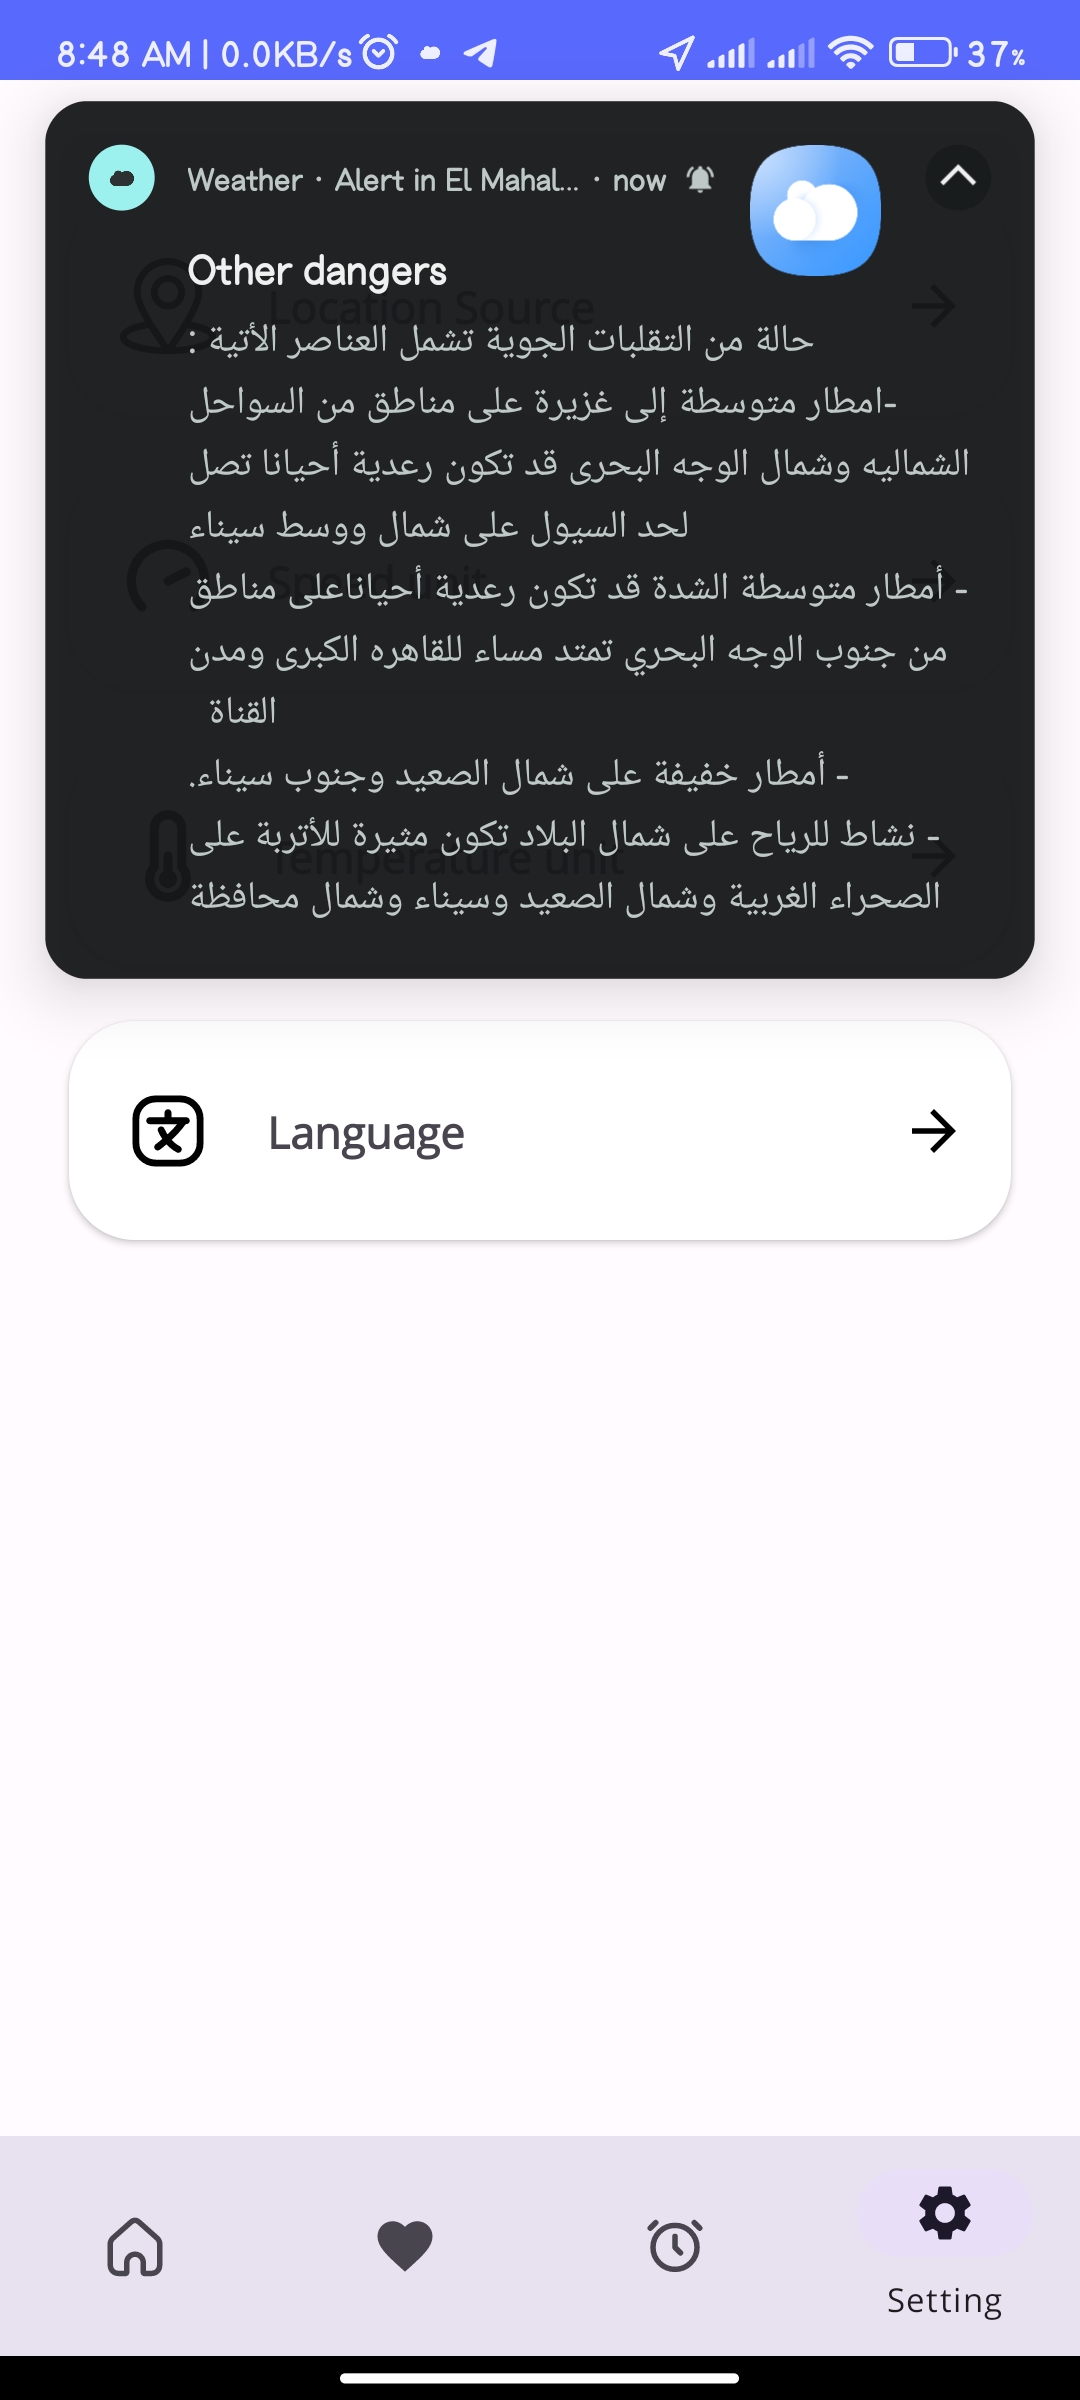 8:48 AM | 0.0KB/s 37%
Weather · Alert in El Mahal... · now
Other dangers
Location Source
حالة من التقلبات الجوية تشمل العناصر الأتية :
-امطار متوسطة إلى غزيرة على مناطق من السواحل
الشماليه وشمال الوجه البحرى قد تكون رعدية أحيانا تصل
لحد السيول على شمال ووسط سيناء
Speed unit
- أمطار متوسطة الشدة قد تكون رعدية أحياناعلى مناطق
من جنوب الوجه البحري تمتد مساء للقاهره الكبرى ومدن
القناة
- أمطار خفيفة على شمال الصعيد وجنوب سيناء.
- نشاط للرياح على شمال البلاد تكون مثيرة للأتربة على
Temperature unit
الصحراء الغربية وشمال الصعيد وسيناء وشمال محافظة
Language
Setting